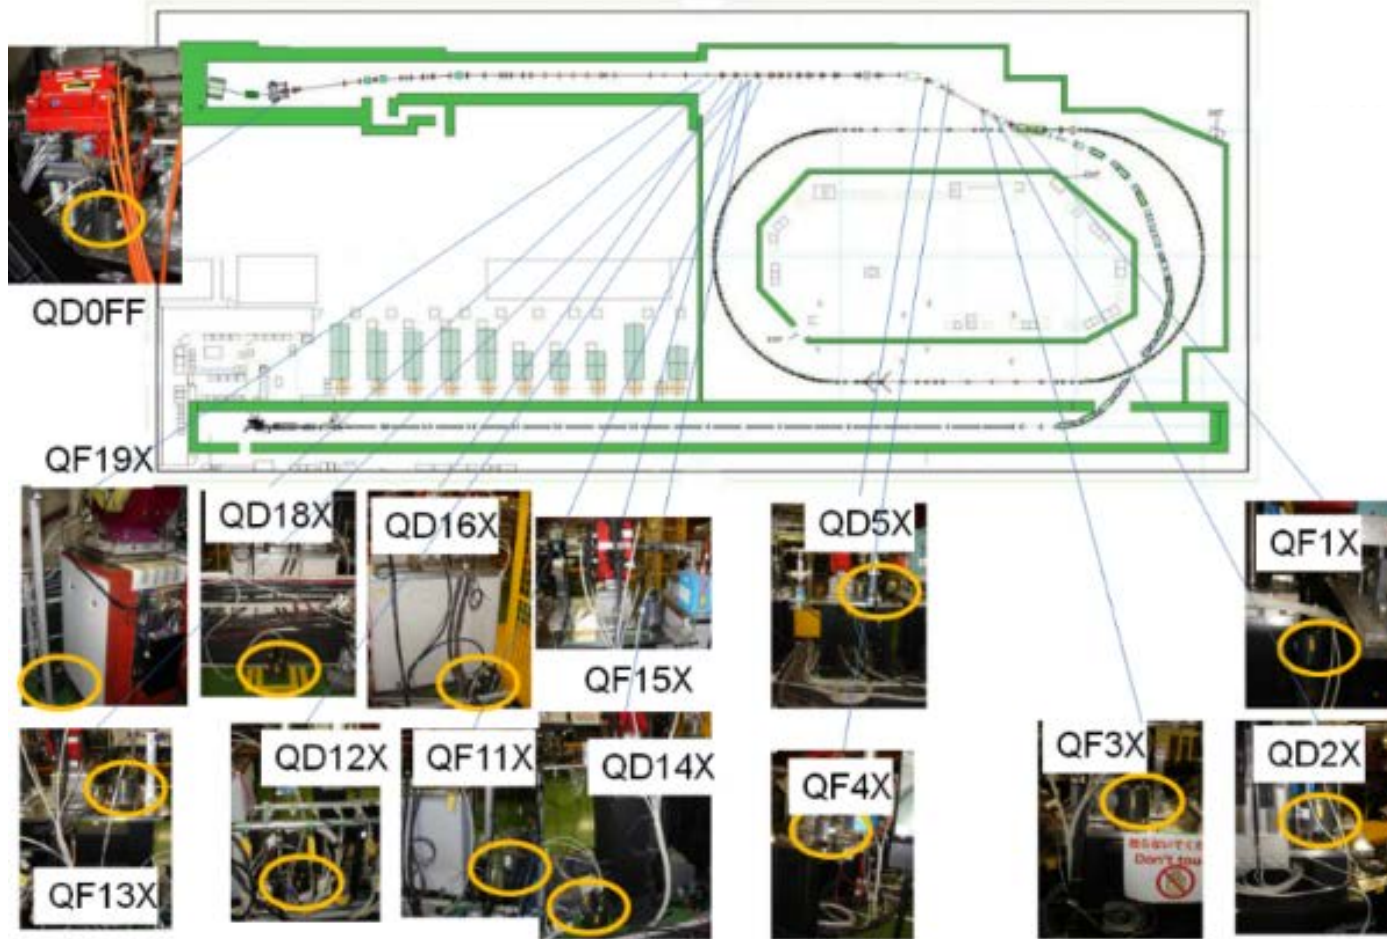 QD0FF
QF19X
QD18X
QD16X
QD5X
QF1X
QF15X
QD12X
QF11X
QD14X
QF4X
QF3X
QD2X
QF13X
Don't tou